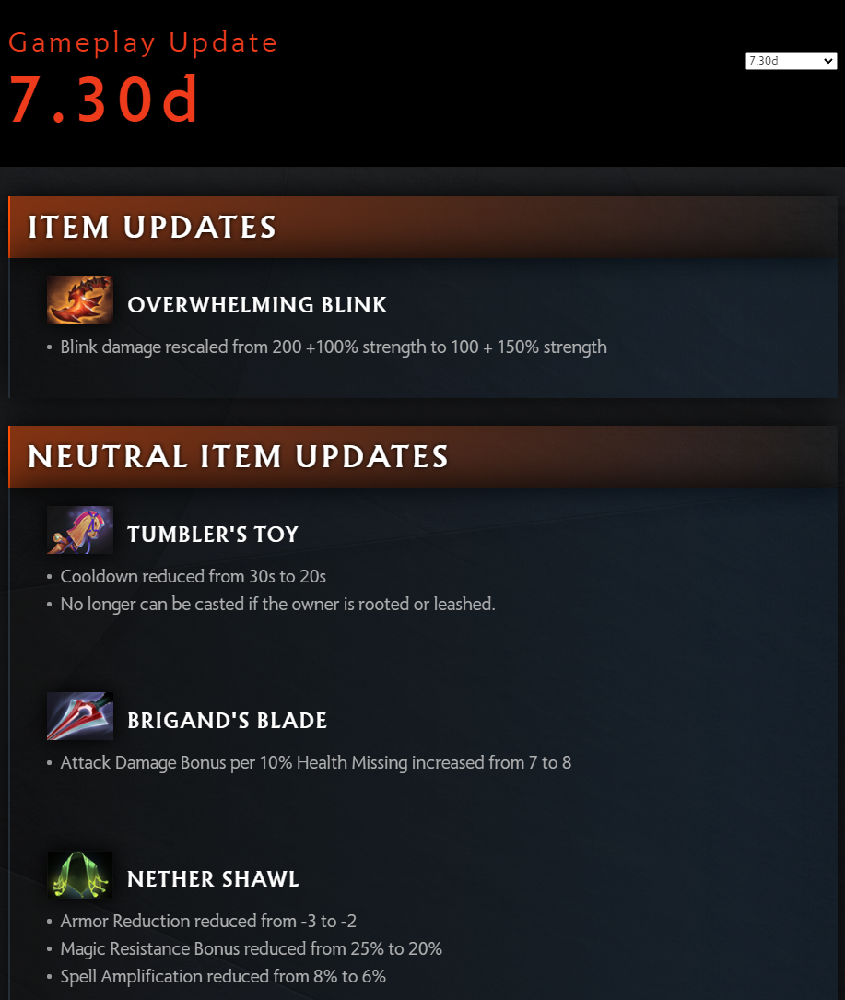 Gameplay Update
7.30d
7.30d
ITEM UPDATES
OVERWHELMING BLINK
• Blink damage rescaled from 200 +100% strength to 100 + 150% strength
NEUTRAL ITEM UPDATES
TUMBLER'S TOY
• Cooldown reduced from 30s to 20s
• No longer can be casted if the owner is rooted or leashed.
BRIGAND'S BLADE
• Attack Damage Bonus per 10% Health Missing increased from 7 to 8
NETHER SHAWL
• Armor Reduction reduced from -3 to -2
• Magic Resistance Bonus reduced from 25% to 20%
• Spell Amplification reduced from 8% to 6%